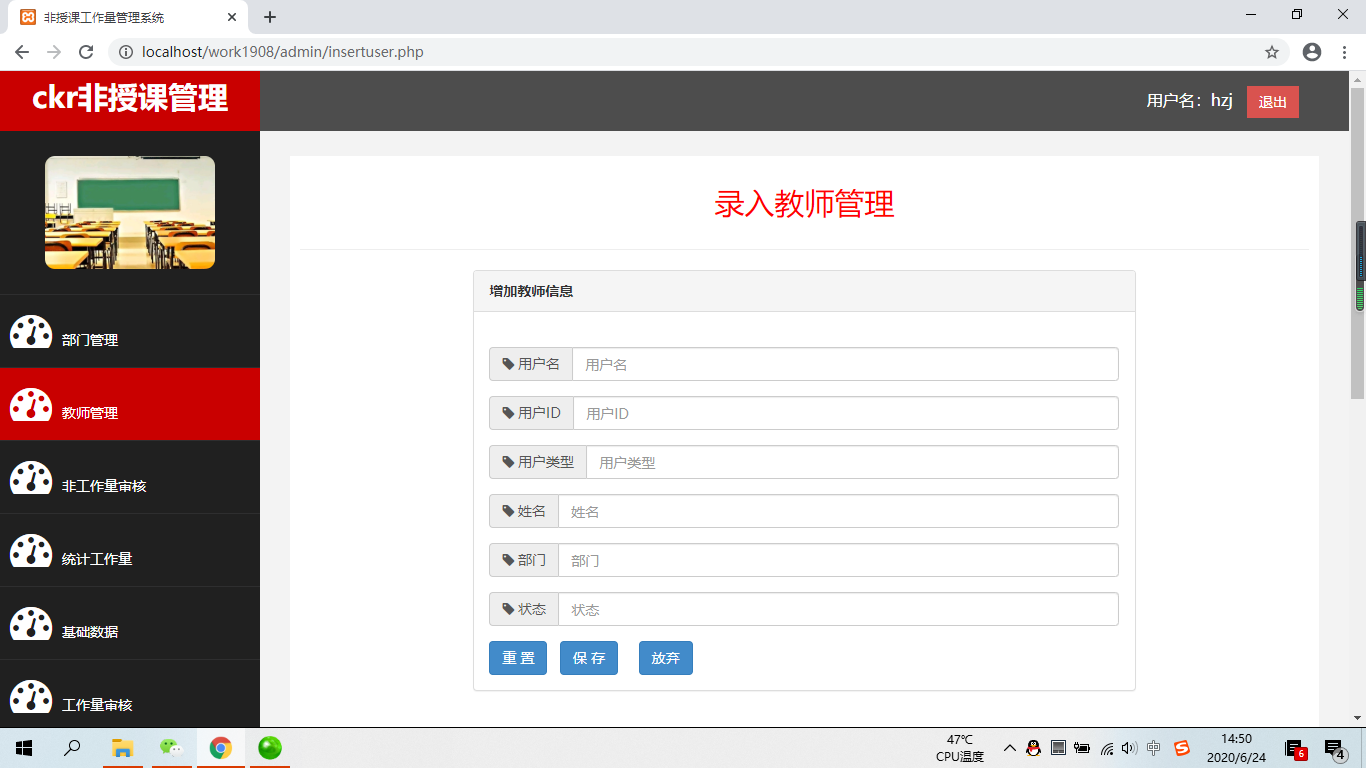 非授课工作量管理系统
localhost/work1908/admin/insertuser.php
ckr非授课管理
用户名：hzj
退出
部门管理
教师管理
非工作量审核
统计工作量
基础数据
工作量审核
录入教师管理
增加教师信息
用户名 用户名
用户ID 用户ID
用户类型 用户类型
姓名 姓名
部门 部门
状态 状态
重 置 保 存 放弃
47℃
CPU温度
中
14:50
2020/6/24
6
4